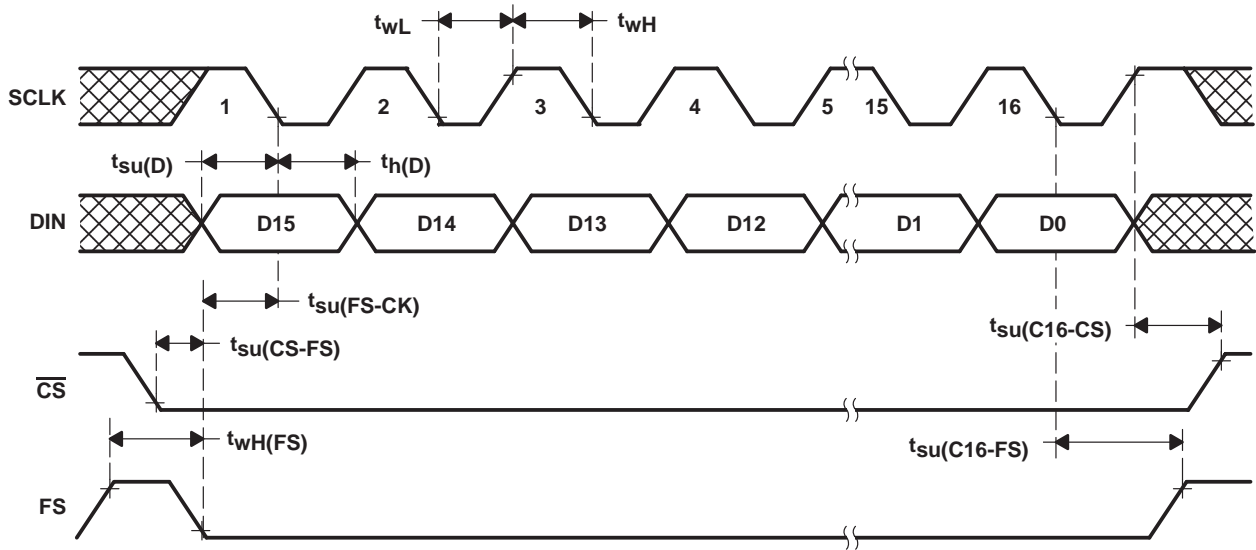 twL twH
SCLK 1 2 3 4 5 15 16
tsu(D) th(D)
DIN D15 D14 D13 D12 D1 D0
tsu(FS-CK)
tsu(C16-CS)
tsu(CS-FS)
CS
twH(FS)
tsu(C16-FS)
FS